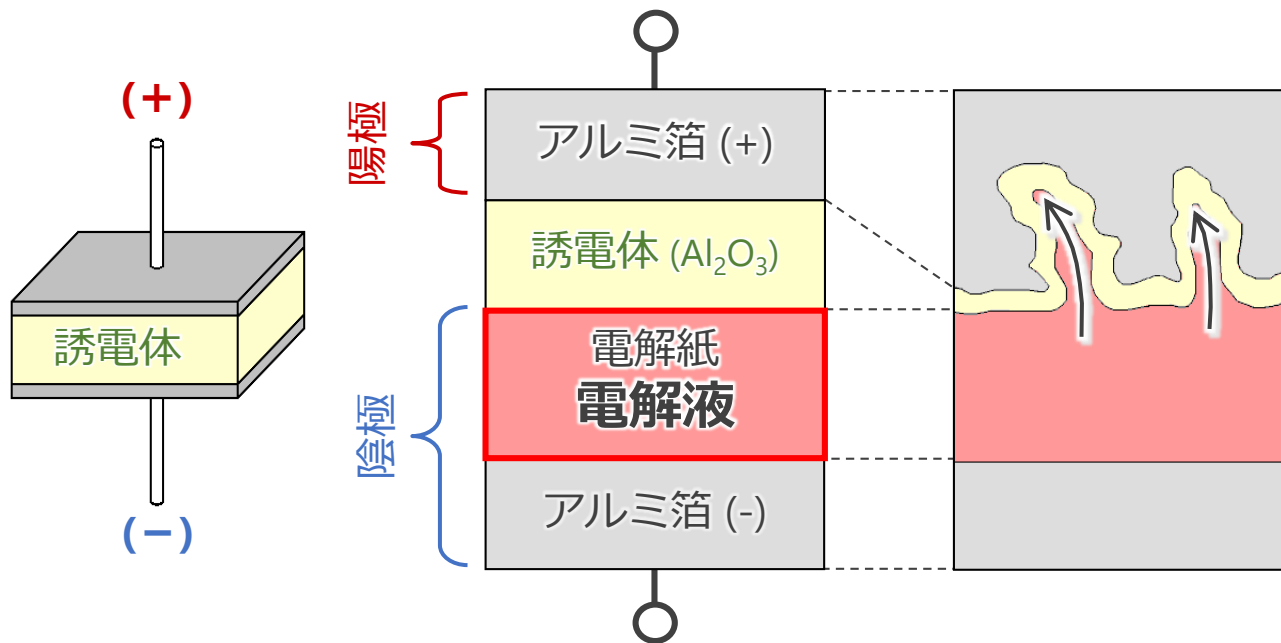 (+)
誘電体
(−)
陽極
アルミ箔 (+)
誘電体 (Al₂O₃)
陰極
電解紙
電解液
アルミ箔 (-)